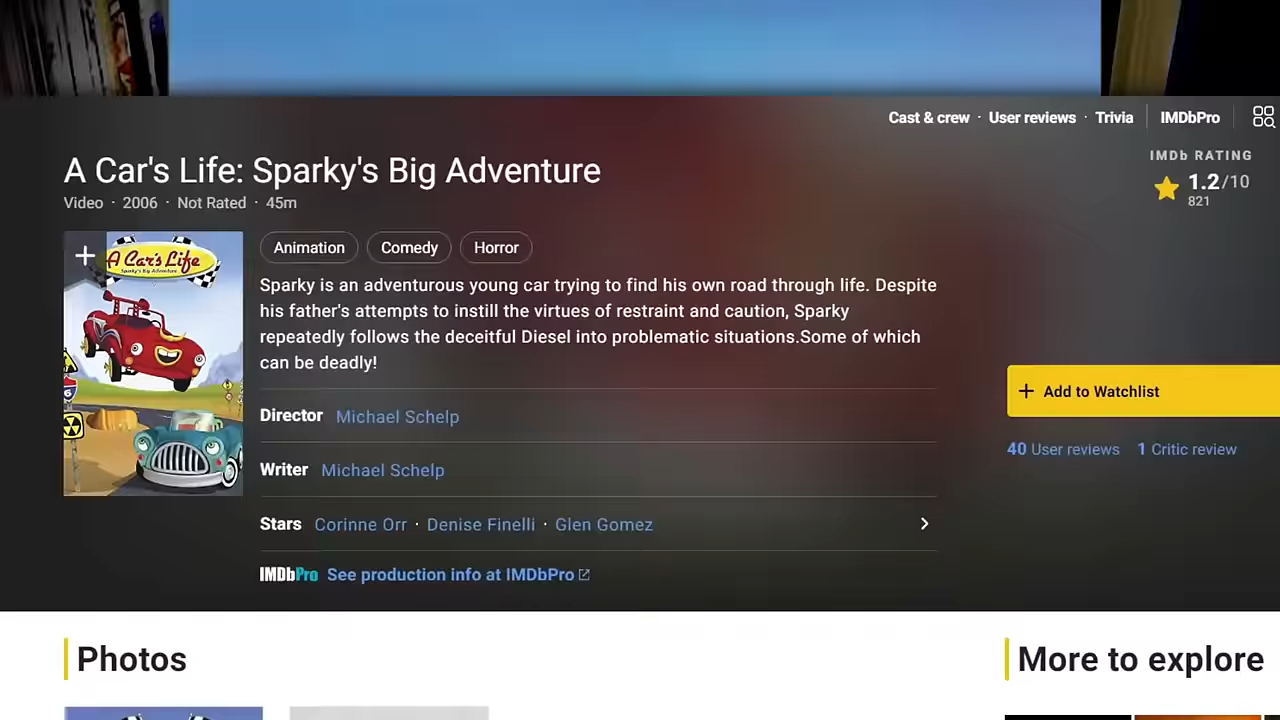 Cast & crew · User reviews · Trivia IMDbPro
A Car's Life: Sparky's Big Adventure
IMDb RATING
1.2/10
821
Video · 2006 · Not Rated · 45m
A Car's Life
Sparky's Big Adventure
Animation Comedy Horror
Sparky is an adventurous young car trying to find his own road through life. Despite
his father's attempts to instill the virtues of restraint and caution, Sparky
repeatedly follows the deceitful Diesel into problematic situations.Some of which
can be deadly!
+ Add to Watchlist
Director Michael Schelp
40 User reviews 1 Critic review
Writer Michael Schelp
Stars Corinne Orr · Denise Finelli · Glen Gomez
IMDbPro See production info at IMDbPro
Photos
More to explore